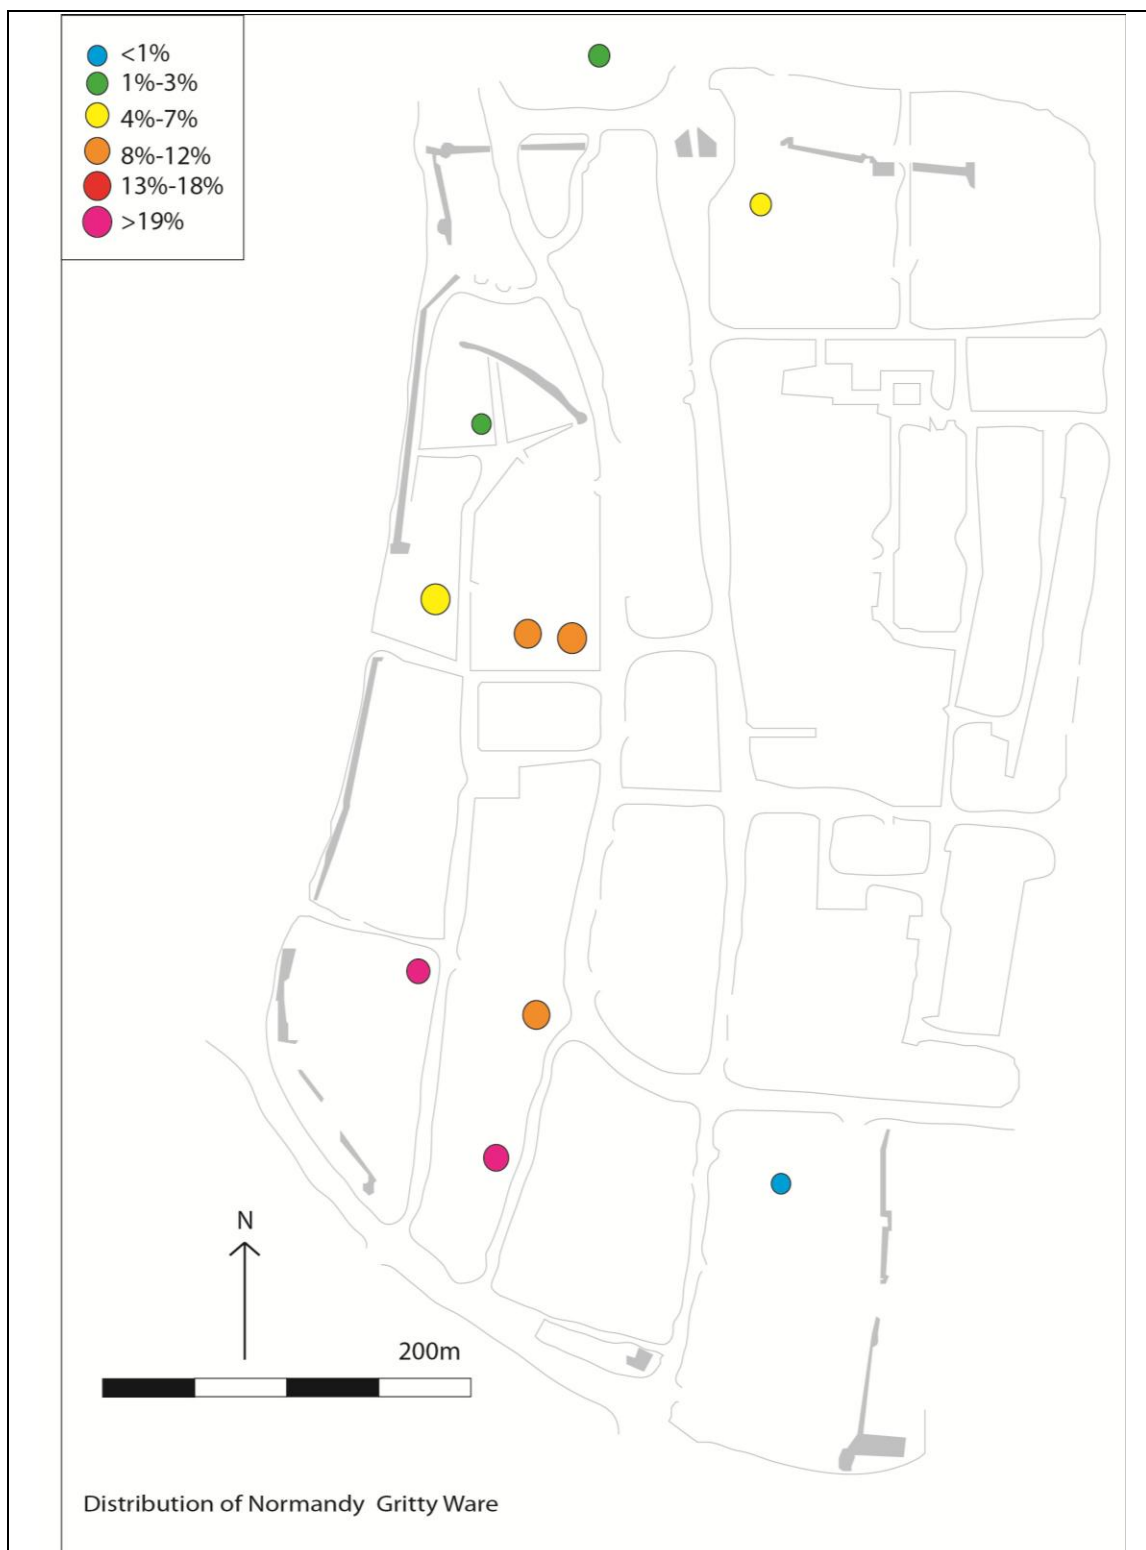 <1%
1%-3%
4%-7%
8%-12%
13%-18%
>19%
N
200m
Distribution of Normandy Gritty Ware